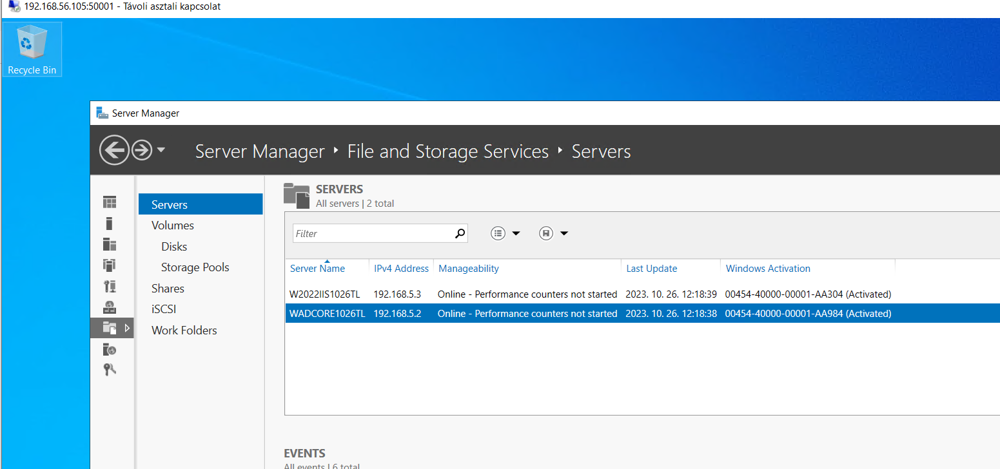 192.168.56.105:50001 - Távoli asztali kapcsolat
Recycle Bin
Server Manager
Server Manager File and Storage Services Servers
Servers
Volumes
Disks
Storage Pools
Shares
iSCSI
Work Folders
SERVERS
All servers | 2 total
Filter
Server Name IPv4 Address Manageability Last Update Windows Activation
W2022IIS1026TL 192.168.5.3 Online - Performance counters not started 2023. 10. 26. 12:18:39 00454-40000-00001-AA304 (Activated)
WADCORE1026TL 192.168.5.2 Online - Performance counters not started 2023. 10. 26. 12:18:38 00454-40000-00001-AA984 (Activated)
EVENTS
All events | 6 total